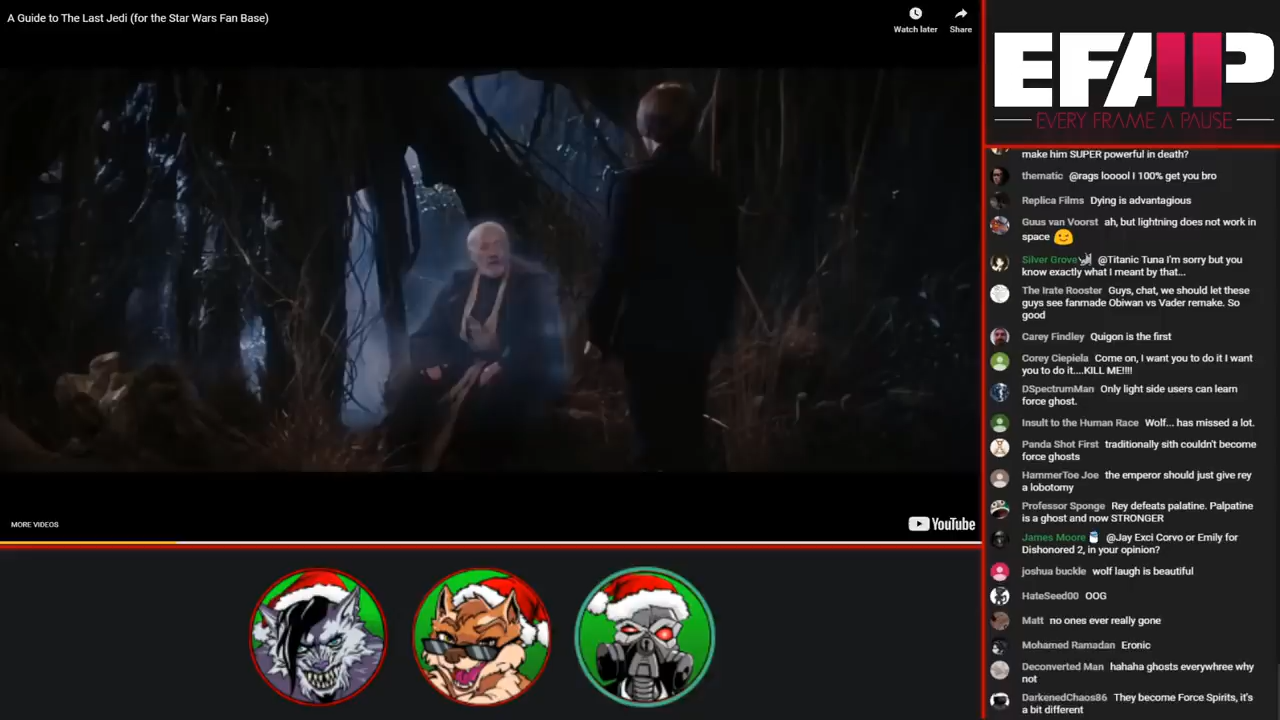 A Guide to The Last Jedi (for the Star Wars Fan Base)
Watch later
Share
MORE VIDEOS
YouTube
EFAP
EVERY FRAME A PAUSE
make him SUPER powerful in death?
thematic @rags looool I 100% get you bro
Replica Films Dying is advantagious
Guus van Voorst ah, but lightning does not work in
space
Silver Grove @Titanic Tuna I'm sorry but you
know exactly what I meant by that...
The Irate Rooster Guys, chat, we should let these
guys see fanmade Obiwan vs Vader remake. So
good
Carey Findley Quigon is the first
Corey Ciepiela Come on, I want you to do it I want
you to do it....KILL ME!!!!
DSpectrumMan Only light side users can learn
force ghost.
Insult to the Human Race Wolf... has missed a lot.
Panda Shot First traditionally sith couldn't become
force ghosts
HammerToe Joe the emperor should just give rey
a lobotomy
Professor Sponge Rey defeats palatine. Palpatine
is a ghost and now STRONGER
James Moore @Jay Exci Corvo or Emily for
Dishonored 2, in your opinion?
joshua buckle wolf laugh is beautiful
HateSeed00 OOG
Matt no ones ever really gone
Mohamed Ramadan Eronic
Deconverted Man hahaha ghosts everywhree why
not
DarkenedChaos86 They become Force Spirits, it's
a bit different